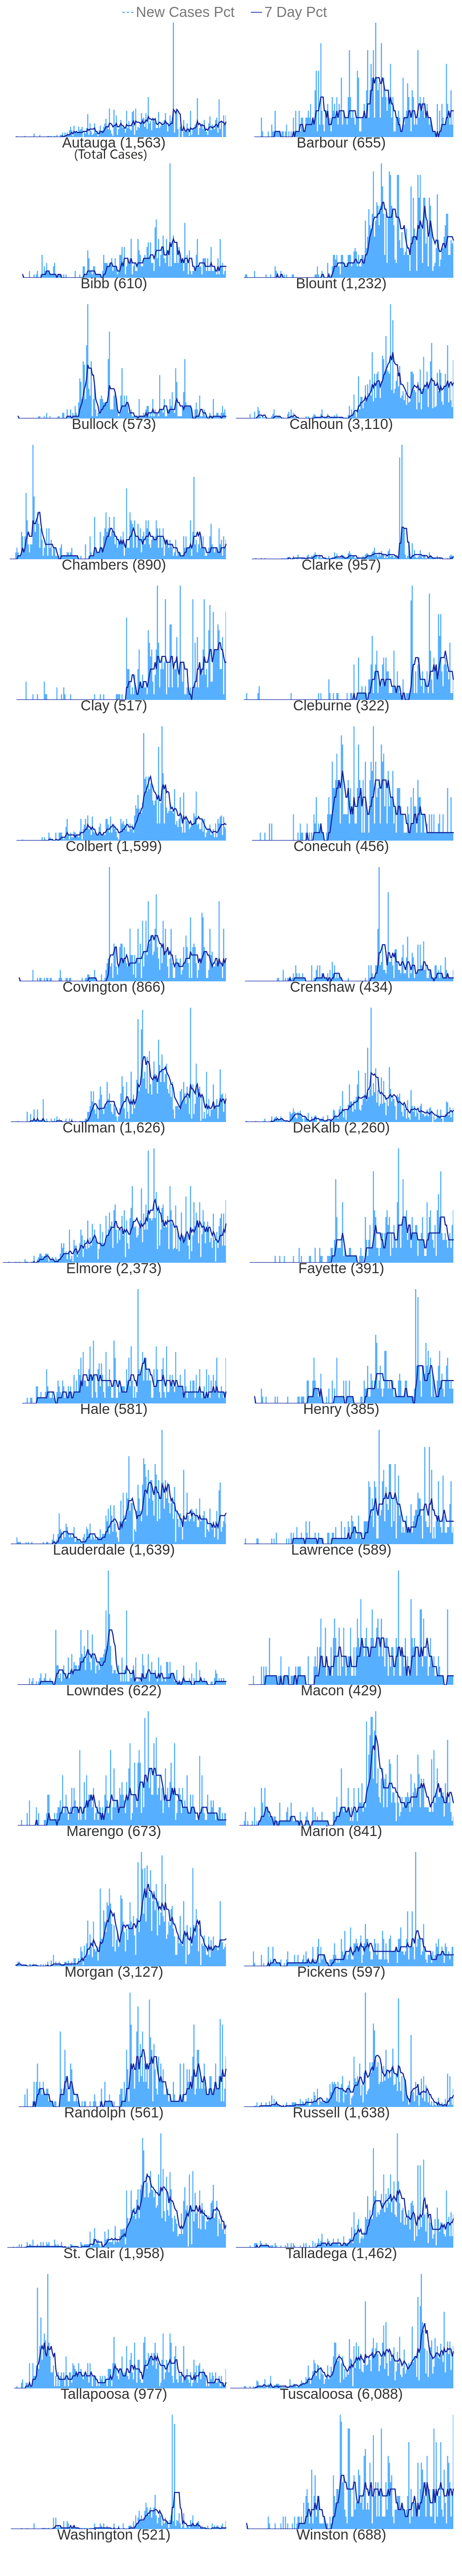 New Cases Pct 7 Day Pct
Autauga (1,563) Barbour (655)
(Total Cases)
Bibb (610) Blount (1,232)
Bullock (573) Calhoun (3,110)
Chambers (890) Clarke (957)
Clay (517) Cleburne (322)
Colbert (1,599) Conecuh (456)
Covington (866) Crenshaw (434)
Cullman (1,626) DeKalb (2,260)
Elmore (2,373) Fayette (391)
Hale (581) Henry (385)
Lauderdale (1,639) Lawrence (589)
Lowndes (622) Macon (429)
Marengo (673) Marion (841)
Morgan (3,127) Pickens (597)
Randolph (561) Russell (1,638)
St. Clair (1,958) Talladega (1,462)
Tallapoosa (977) Tuscaloosa (6,088)
Washington (521) Winston (688)